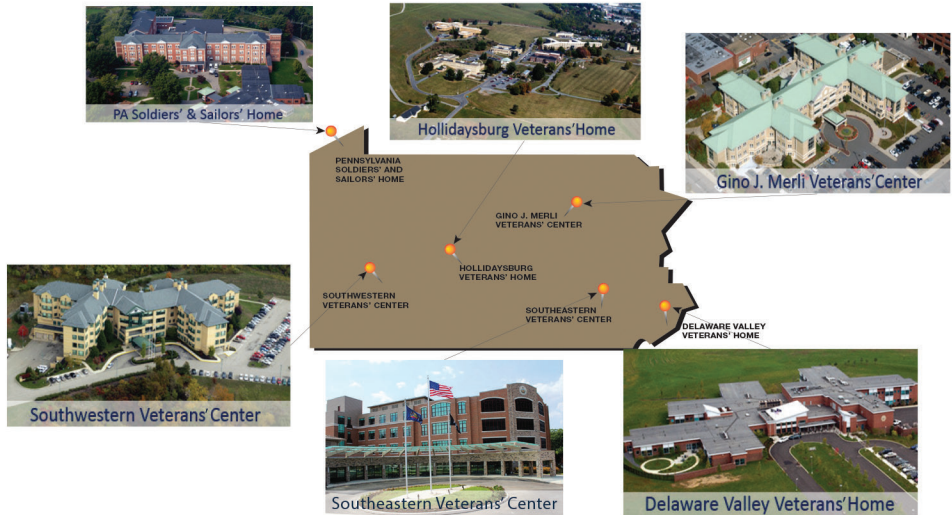 PA Soldiers' & Sailors' Home
Hollidaysburg Veterans'Home
Gino J. Merli Veterans'Center
PENNSYLVANIA
SOLDIERS' AND
SAILORS' HOME
GINO J. MERLI
VETERANS' CENTER
HOLLIDAYSBURG
VETERANS' HOME
SOUTHWESTERN
VETERANS' CENTER
SOUTHEASTERN
VETERANS' CENTER
DELAWARE VALLEY
VETERANS' HOME
Southwestern Veterans'Center
Southeastern Veterans' Center
Delaware Valley Veterans'Home